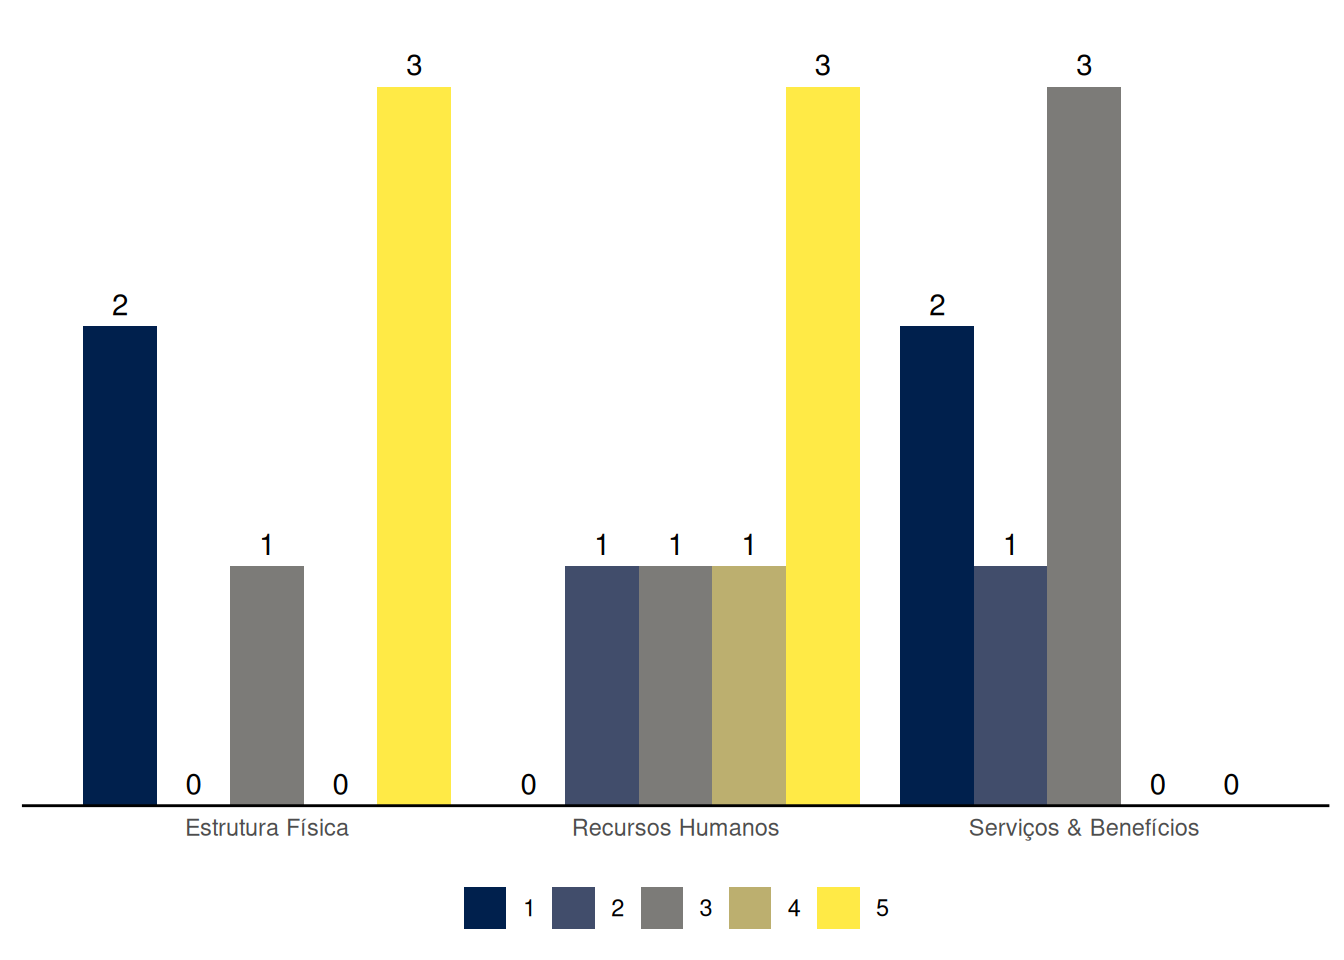 3 3 3
2 2
1 1 1 1 1
0 0 0 0 0
Estrutura Física Recursos Humanos Serviços & Benefícios
1 2 3 4 5